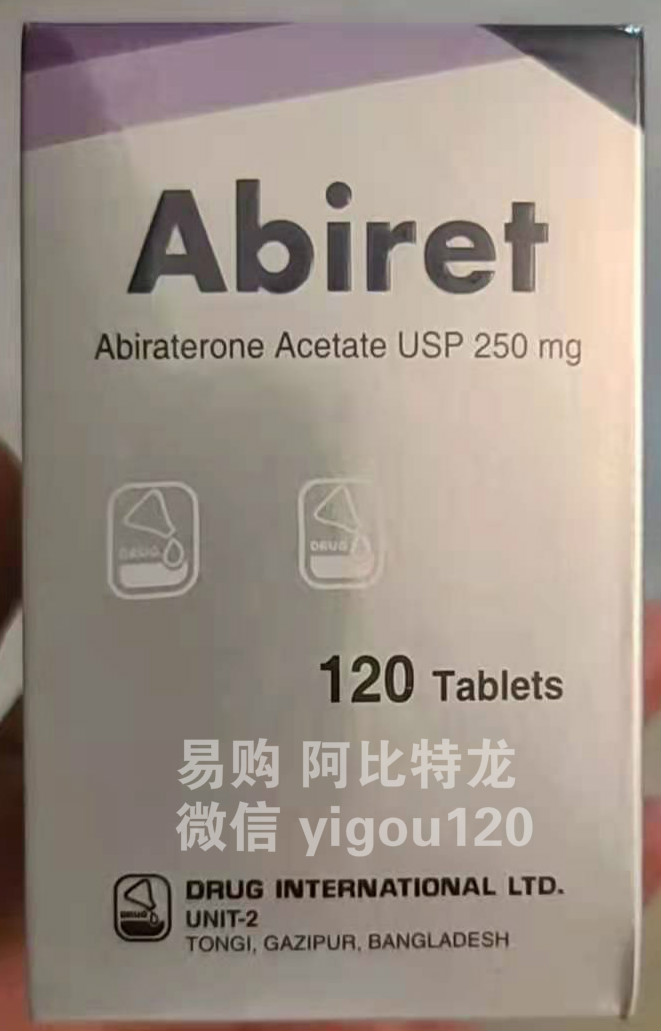 Abiret
Abiraterone Acetate USP 250 mg
DRUG DRUG
120 Tablets
易购 阿比特龙
微信 yigou120
DRUG
DRUG INTERNATIONAL LTD.
UNIT-2
TONGI, GAZIPUR, BANGLADESH